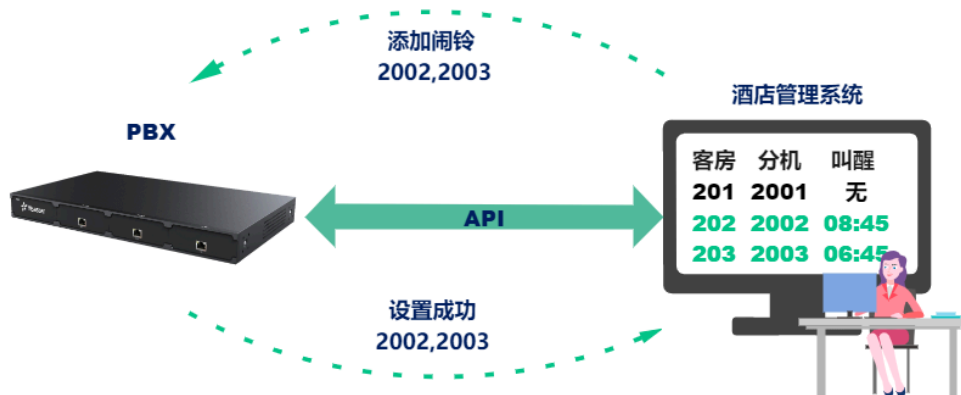 添加闹铃
2002,2003
酒店管理系统
PBX
Yeastar
客房 分机 叫醒
201 2001 无
202 2002 08:45
203 2003 06:45
API
设置成功
2002,2003